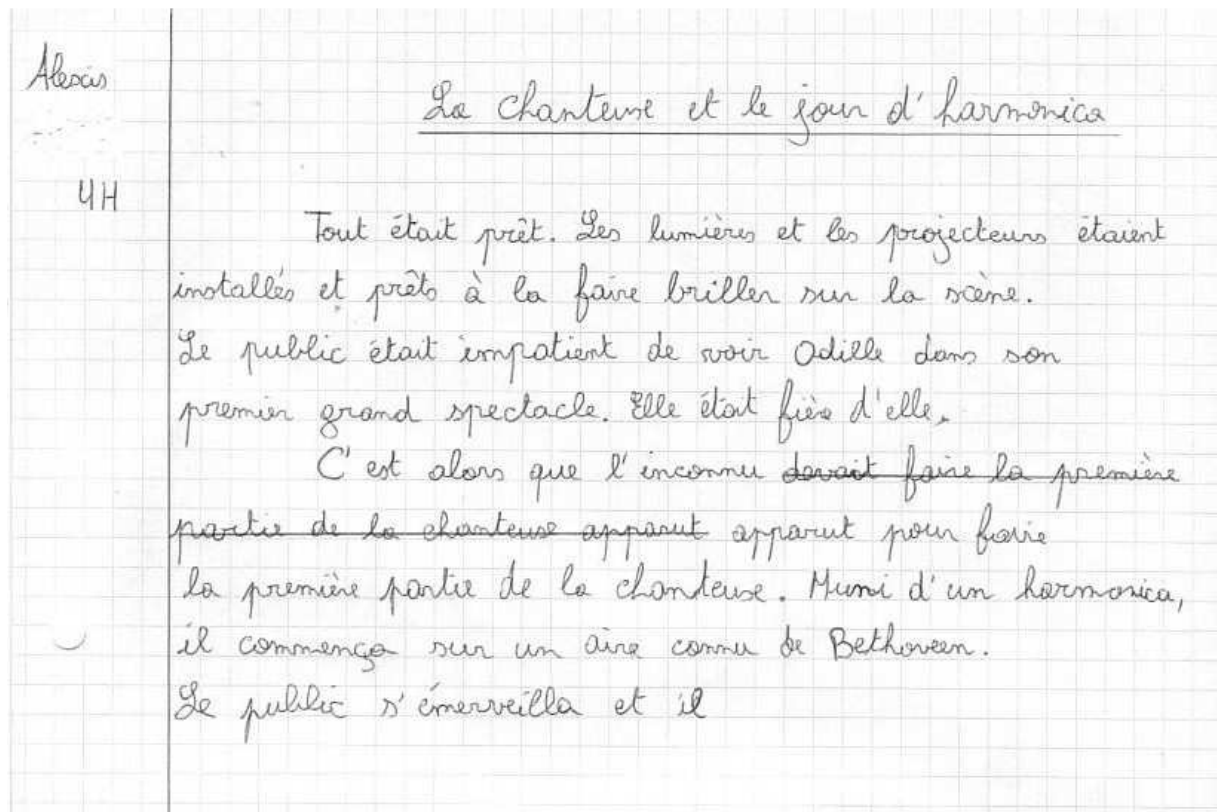 Alexis
La chanteuse et le jour d'harmonica
4H
Tout était prêt. Les lumières et les projecteurs étaient
installés et prêts à la faire briller sur la scène.
Le public était impatient de voir Odille dans son
premier grand spectacle. Elle était fière d'elle.
C'est alors que l'inconnu devait faire la première
partie de la chanteuse apparut apparut pour faire
la première partie de la chanteuse. Muni d'un harmonica,
il commença sur un aire connu de Bethoveen.
Le public s'émerveilla et il